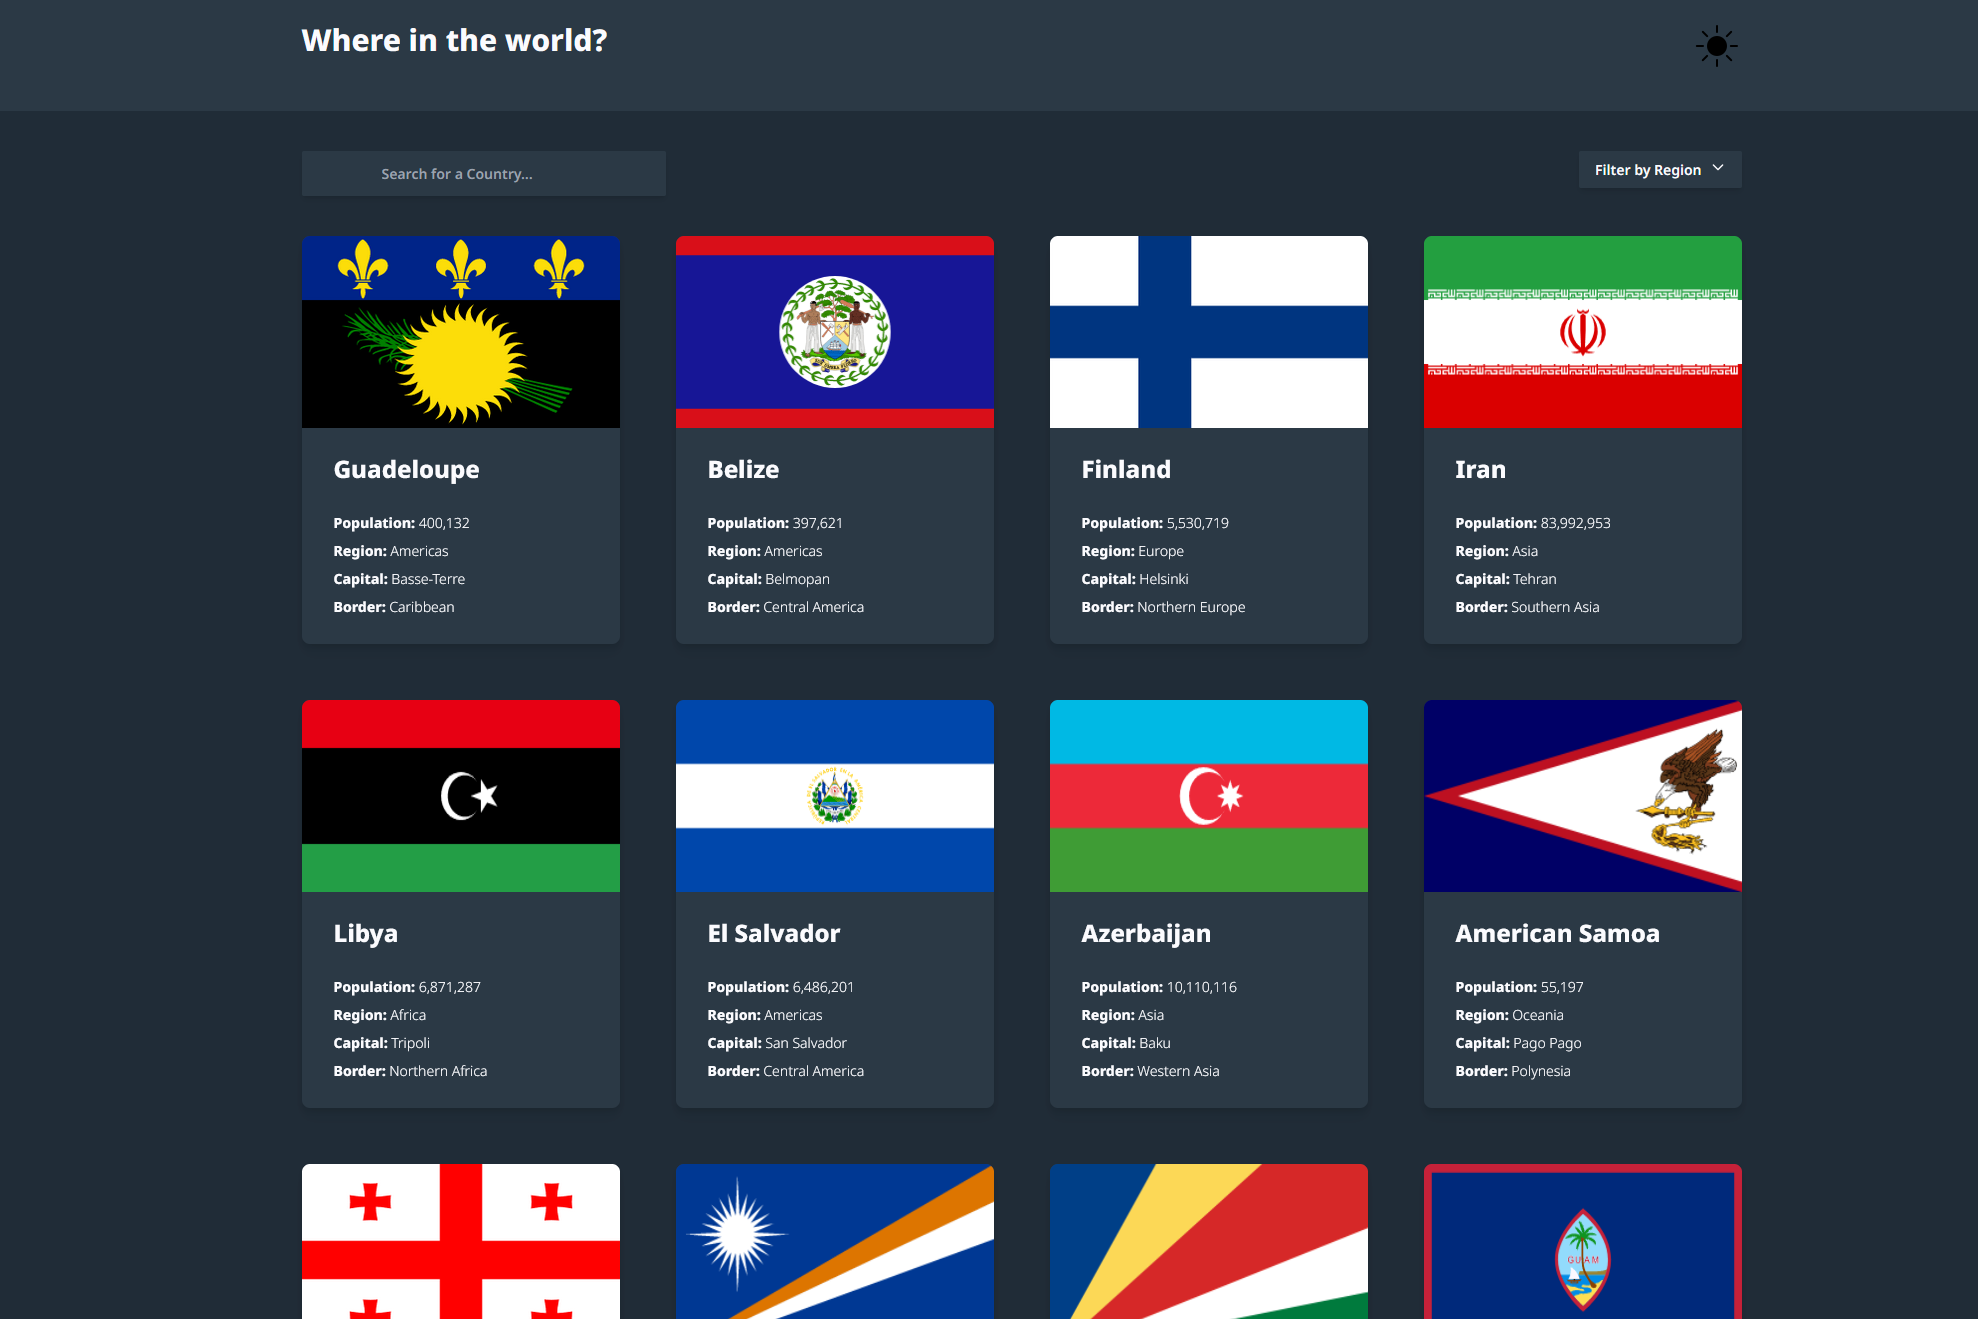 Where in the world?
Search for a Country...
Filter by Region
Guadeloupe
Population: 400,132
Region: Americas
Capital: Basse-Terre
Border: Caribbean
Belize
Population: 397,621
Region: Americas
Capital: Belmopan
Border: Central America
Finland
Population: 5,530,719
Region: Europe
Capital: Helsinki
Border: Northern Europe
Iran
Population: 83,992,953
Region: Asia
Capital: Tehran
Border: Southern Asia
Libya
Population: 6,871,287
Region: Africa
Capital: Tripoli
Border: Northern Africa
El Salvador
Population: 6,486,201
Region: Americas
Capital: San Salvador
Border: Central America
Azerbaijan
Population: 10,110,116
Region: Asia
Capital: Baku
Border: Western Asia
American Samoa
Population: 55,197
Region: Oceania
Capital: Pago Pago
Border: Polynesia
GUAM